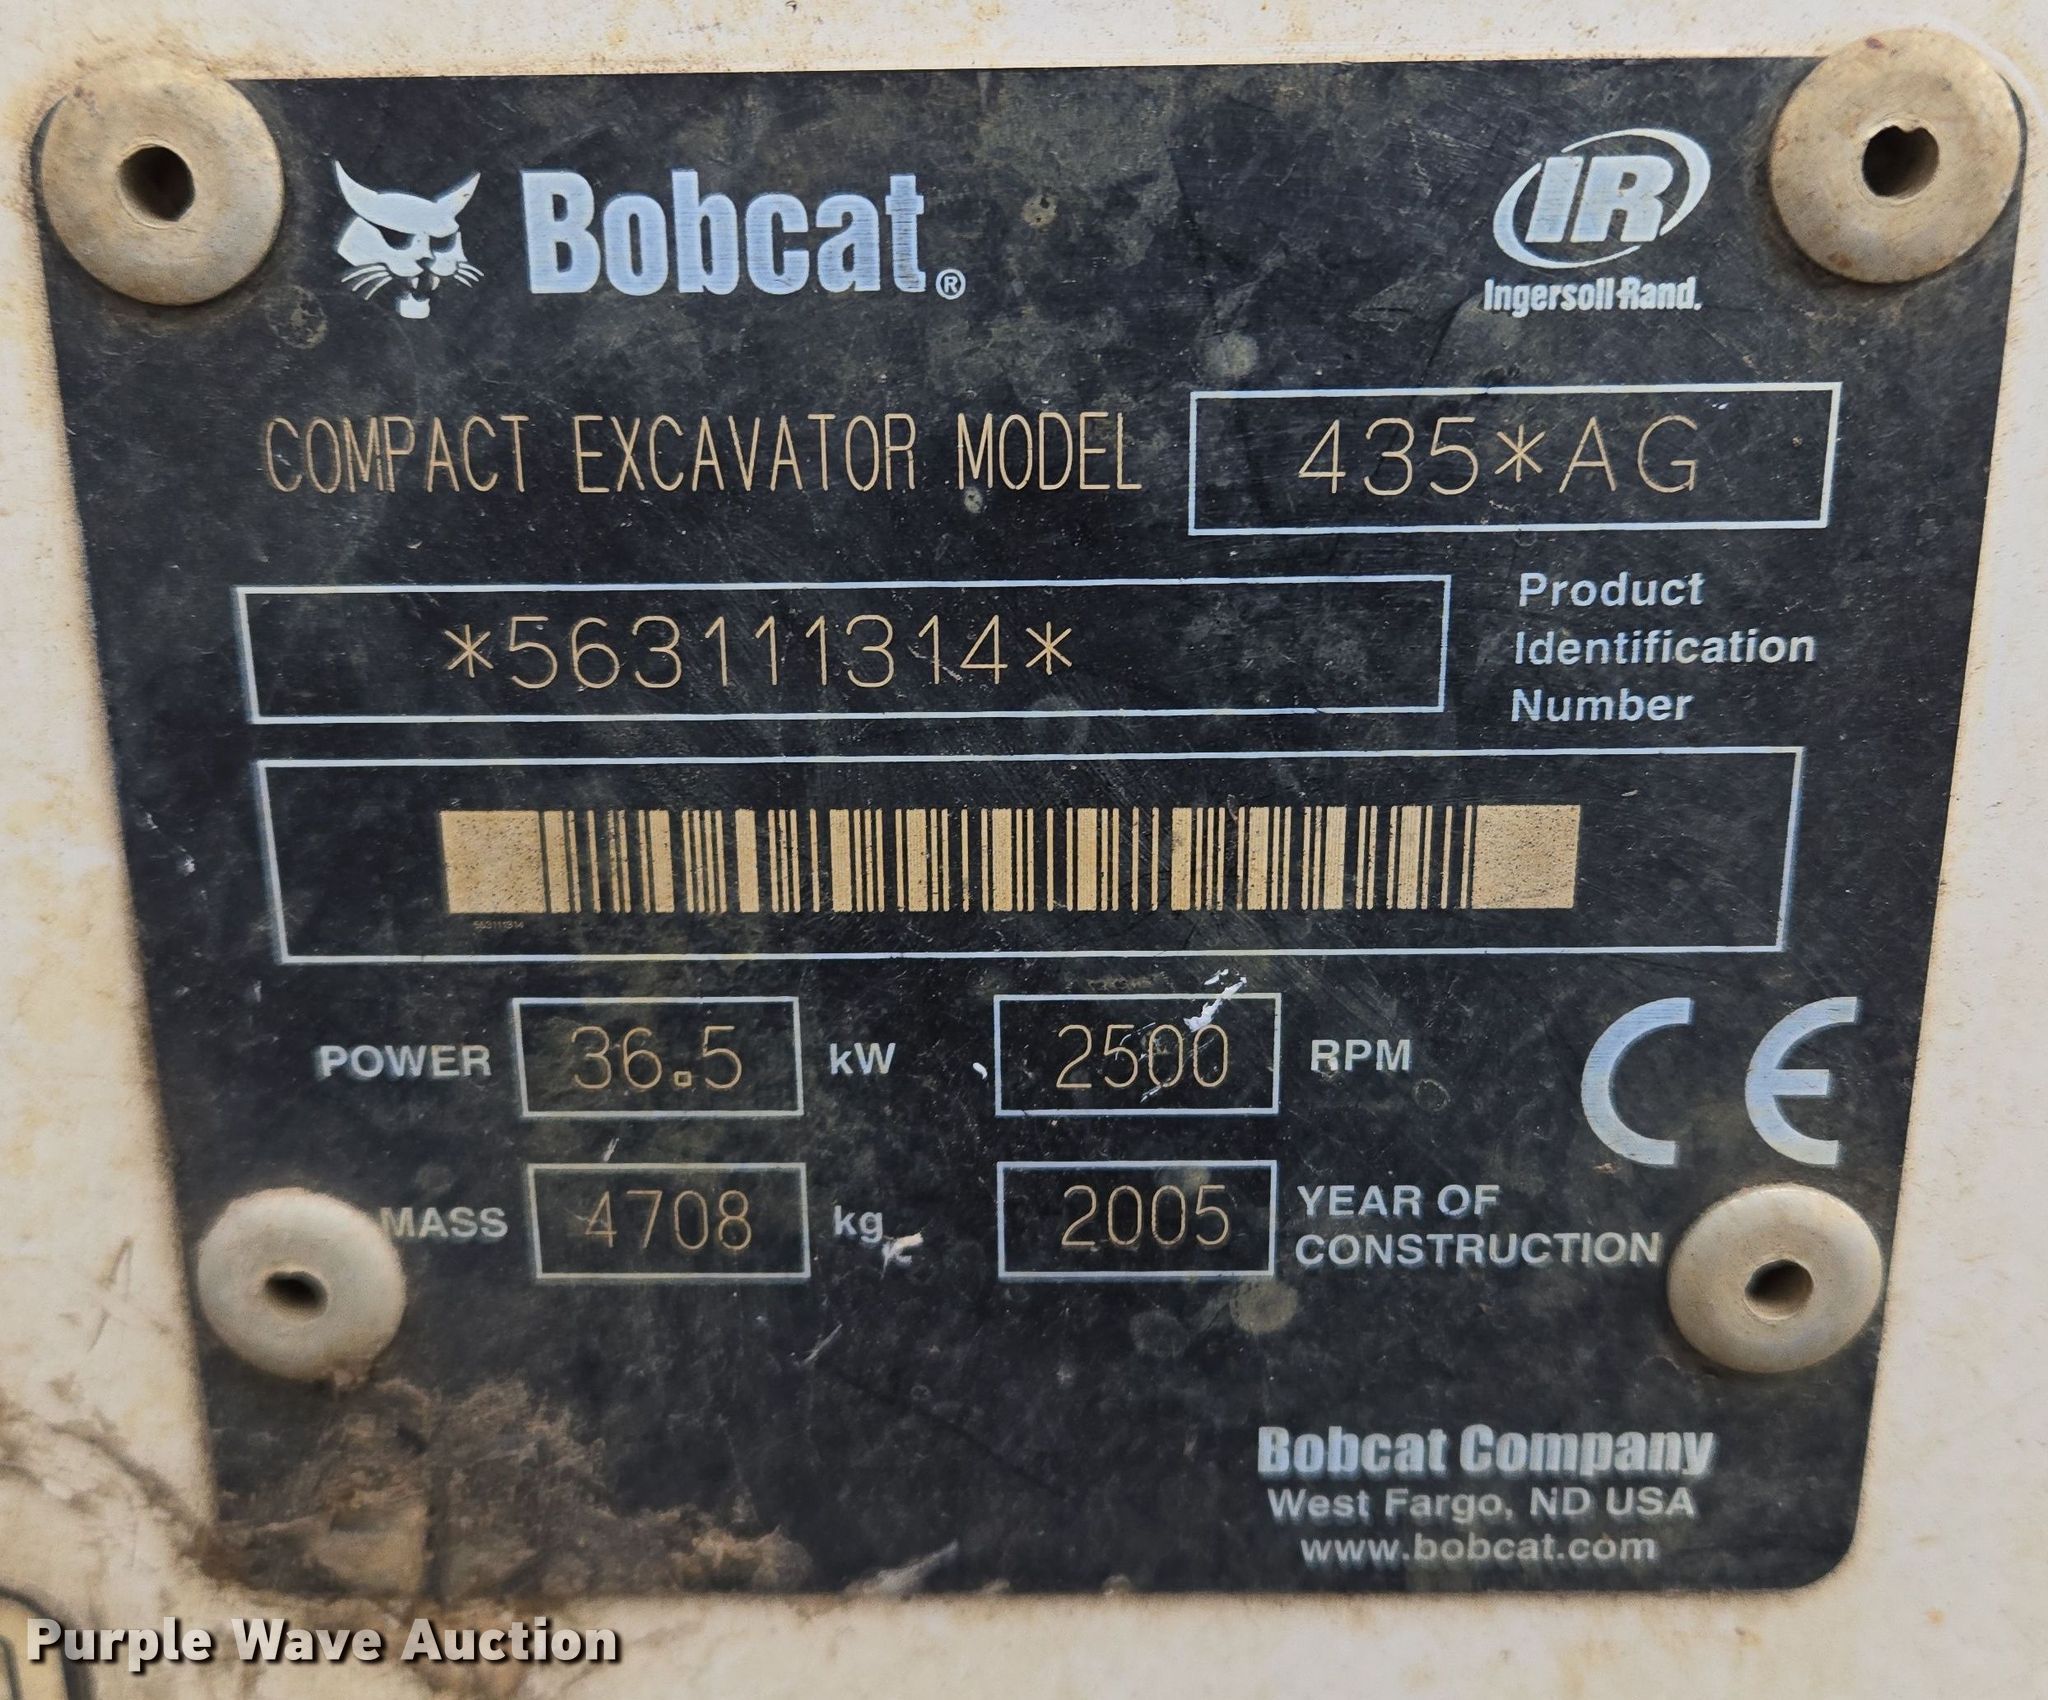 Bobcat®
IR
Ingersoll-Rand.
COMPACT EXCAVATOR MODEL 435*AG
*563111314* Product
Identification
Number
563111314
POWER 36.5 kW 2500 RPM
CE
MASS 4708 kg 2005 YEAR OF
CONSTRUCTION
Bobcat Company
West Fargo, ND USA
www.bobcat.com
Purple Wave Auction